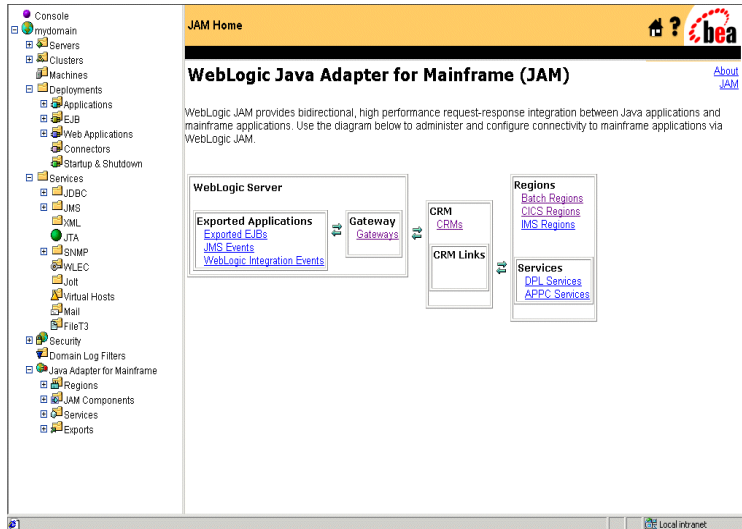 Console
mydomain
Servers
Clusters
Machines
Deployments
Applications
EJB
Web Applications
Connectors
Startup & Shutdown
Services
JDBC
JMS
XML
JTA
SNMP
WLEC
Jolt
Virtual Hosts
Mail
FileT3
Security
Domain Log Filters
Java Adapter for Mainframe
Regions
JAM Components
Services
Exports
JAM Home
?
bea
WebLogic Java Adapter for Mainframe (JAM)
About
JAM
WebLogic JAM provides bidirectional, high performance request-response integration between Java applications and
mainframe applications. Use the diagram below to administer and configure connectivity to mainframe applications via
WebLogic JAM.
WebLogic Server
Exported Applications
Exported EJBs
JMS Events
WebLogic Integration Events
Gateway
Gateways
CRM
CRMs
CRM Links
Regions
Batch Regions
CICS Regions
IMS Regions
Services
DPL Services
APPC Services
Local intranet